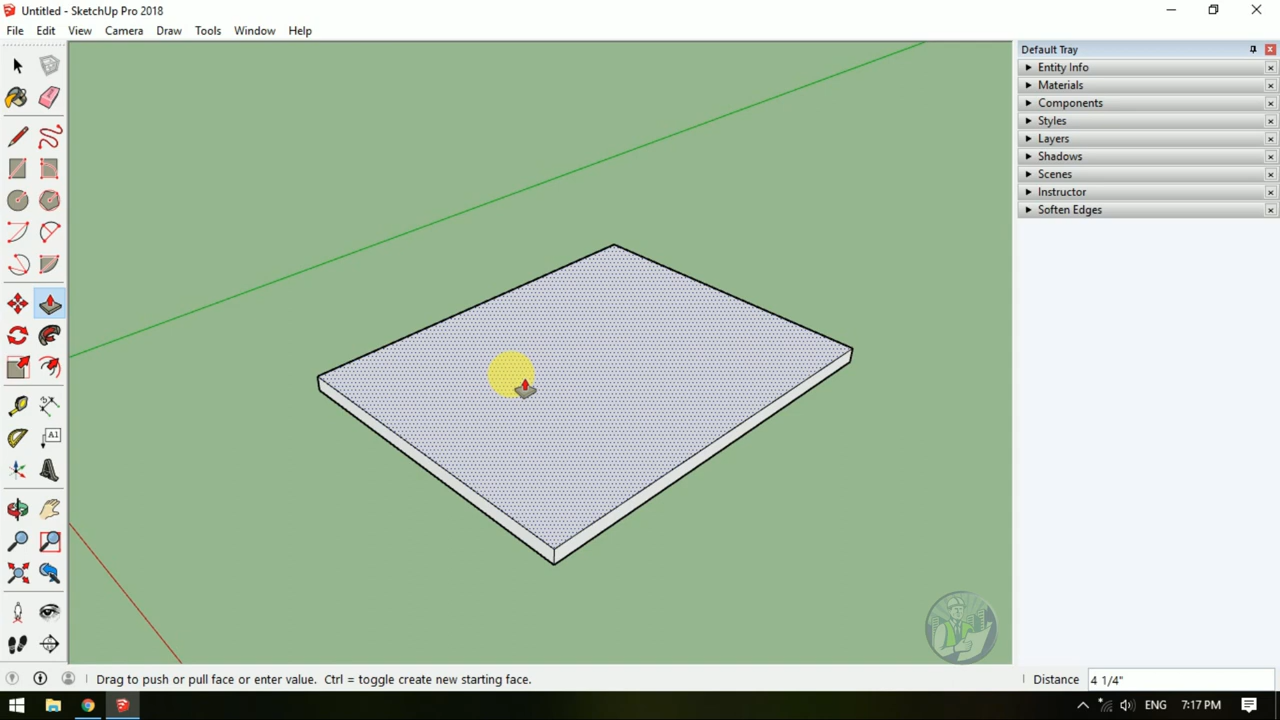 Untitled - SketchUp Pro 2018
File Edit View Camera Draw Tools Window Help
Default Tray
Entity Info
Materials
Components
Styles
Layers
Shadows
Scenes
Instructor
Soften Edges
A1
Drag to push or pull face or enter value. Ctrl = toggle create new starting face.
Distance 4 1/4"
ENG 7:17 PM